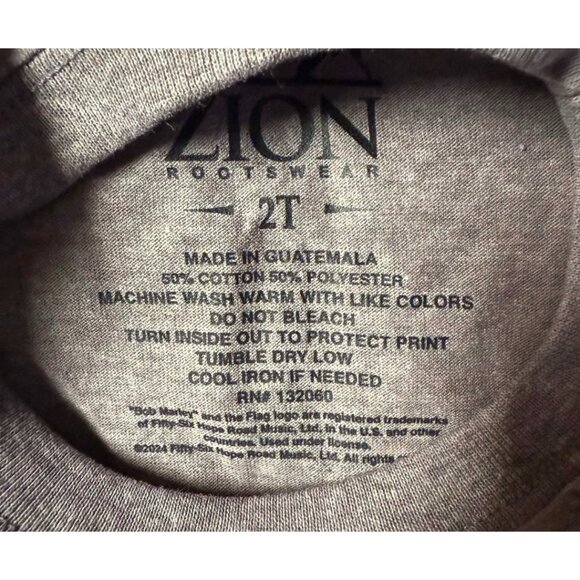 ZION
ROOTSWEAR
2T
MADE IN GUATEMALA
50% COTTON 50% POLYESTER
MACHINE WASH WARM WITH LIKE COLORS
DO NOT BLEACH
TURN INSIDE OUT TO PROTECT PRINT
TUMBLE DRY LOW
COOL IRON IF NEEDED
RN# 132060
"Bob Marley" and the Flag logo are registered trademarks
of Fifty-Six Hope Road Music, Ltd. in the U.S. and other
countries. Used under license.
©2024 Fifty-Six Hope Road Music, Ltd. All rights